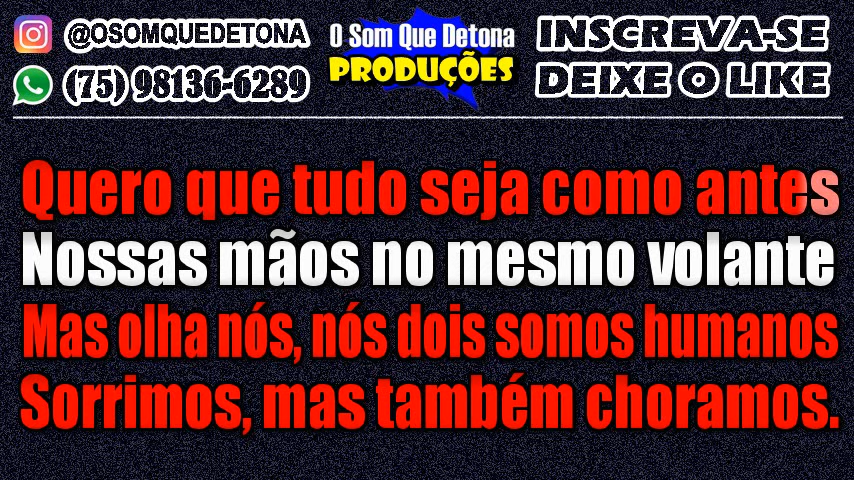 @OSOMQUEDETONA
(75) 98136-6289
O Som Que Detona
PRODUÇÕES
INSCREVA-SE
DEIXE O LIKE
Quero que tudo seja como antes
Nossas mãos no mesmo volante
Mas olha nós, nós dois somos humanos
Sorrimos, mas também choramos.